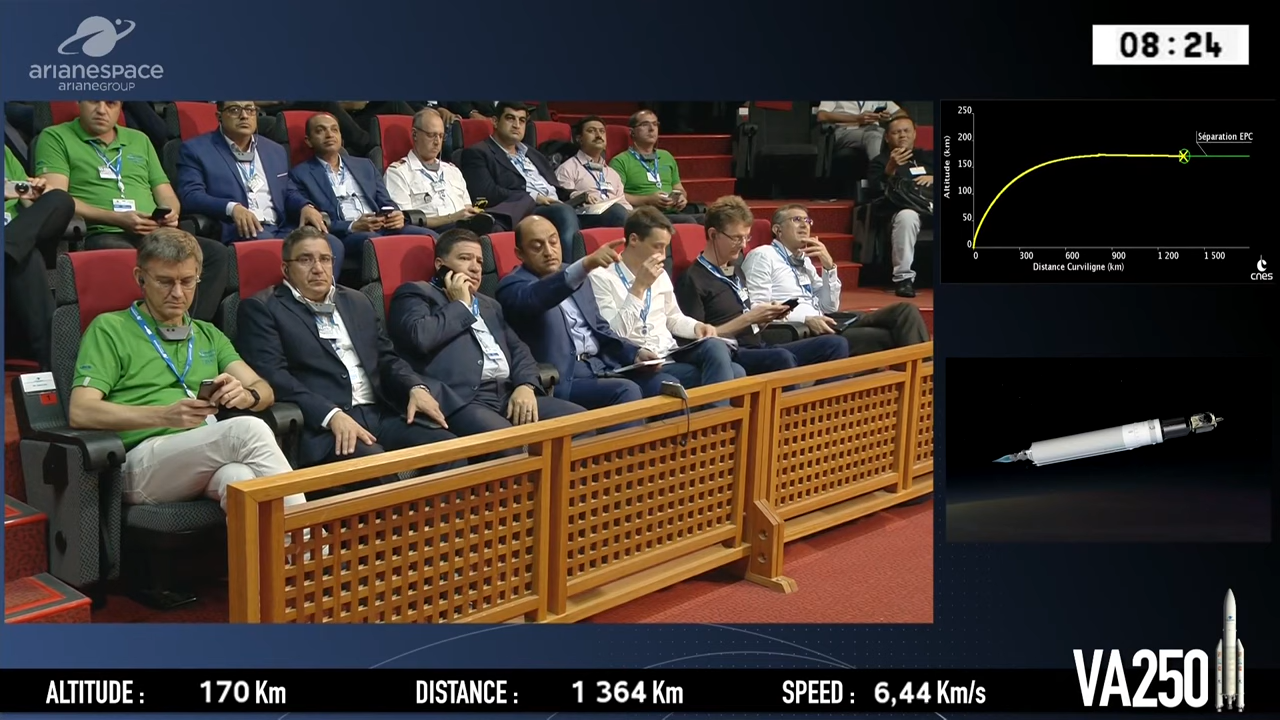 arianespace
arianeGROUP
08:24
250
200
150
100
50
0
Altitude (km)
Séparation EPC
0 300 600 900 1 200 1 500
Distance Curviligne (km)
cnes
VA250
ALTITUDE : 170 Km DISTANCE : 1 364 Km SPEED : 6,44 Km/s